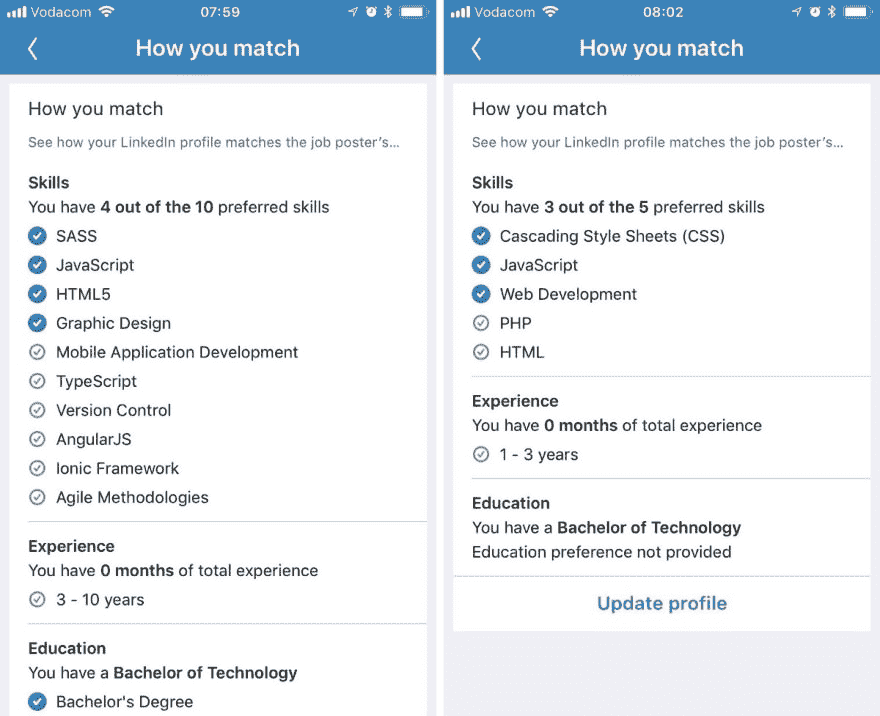 Vodacom 07:59
How you match
How you match
See how your LinkedIn profile matches the job poster's...
Skills
You have 4 out of the 10 preferred skills
SASS
JavaScript
HTML5
Graphic Design
Mobile Application Development
TypeScript
Version Control
AngularJS
Ionic Framework
Agile Methodologies
Experience
You have 0 months of total experience
3 - 10 years
Education
You have a Bachelor of Technology
Bachelor's Degree
Vodacom 08:02
How you match
How you match
See how your LinkedIn profile matches the job poster's...
Skills
You have 3 out of the 5 preferred skills
Cascading Style Sheets (CSS)
JavaScript
Web Development
PHP
HTML
Experience
You have 0 months of total experience
1 - 3 years
Education
You have a Bachelor of Technology
Education preference not provided
Update profile